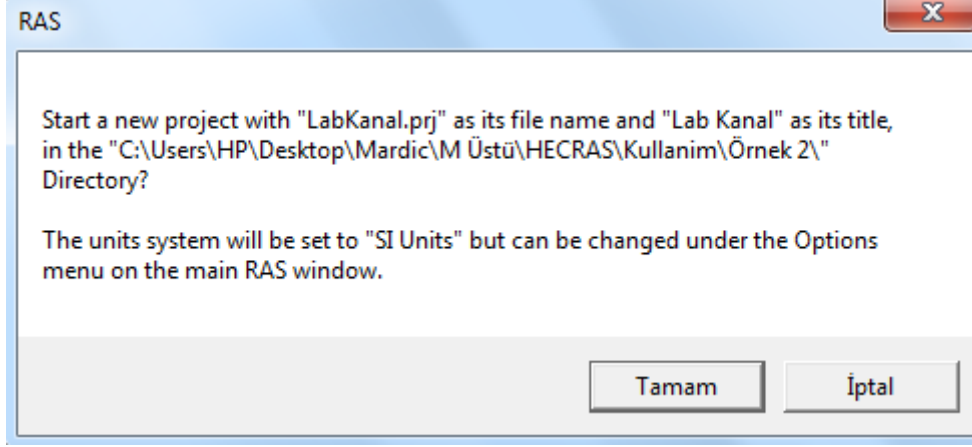 RAS
Start a new project with "LabKanal.prj" as its file name and "Lab Kanal" as its title,
in the "C:\Users\HP\Desktop\Mardic\M Üstü\HECRAS\Kullanim\Örnek 2\"
Directory?
The units system will be set to "SI Units" but can be changed under the Options
menu on the main RAS window.
Tamam
İptal